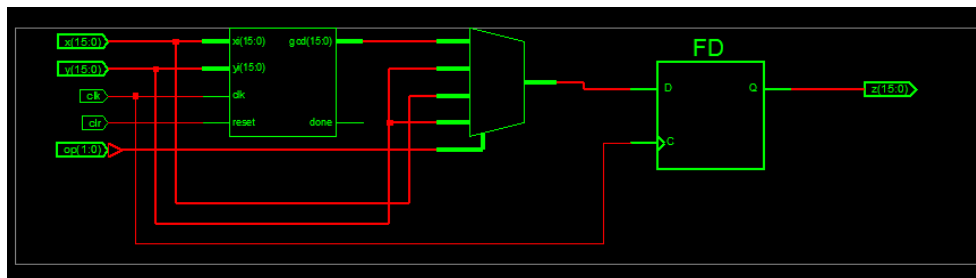 x(15:0)
xi(15:0)
gcd(15:0)
FD
y(15:0)
yi(15:0)
clk
clk
D
Q
z(15:0)
clr
reset
done
op(1:0)
C